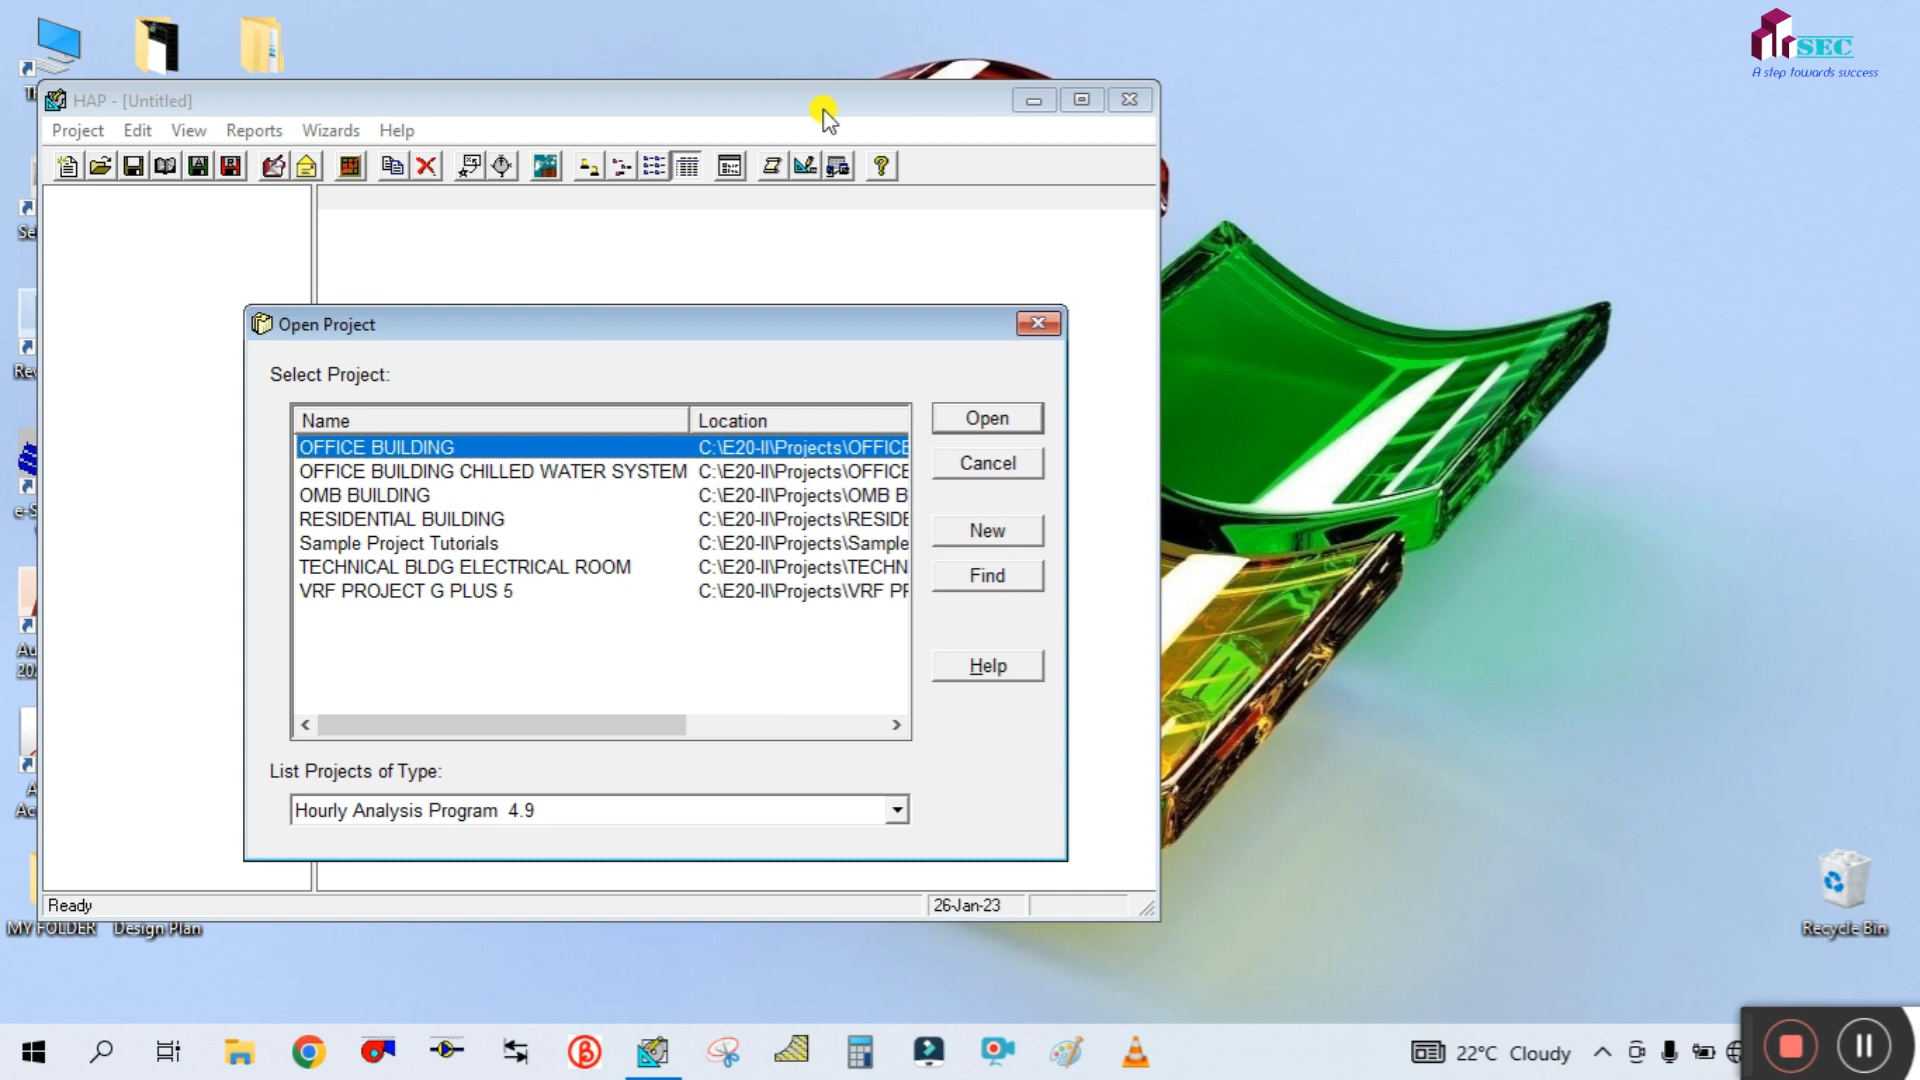 SEC
A step towards success
HAP - [Untitled]
Project Edit View Reports Wizards Help
Open Project
Select Project:
Name Location
OFFICE BUILDING C:\E20-II\Projects\OFFICE
OFFICE BUILDING CHILLED WATER SYSTEM C:\E20-II\Projects\OFFICE
OMB BUILDING C:\E20-II\Projects\OMB B
RESIDENTIAL BUILDING C:\E20-II\Projects\RESIDE
Sample Project Tutorials C:\E20-II\Projects\Sample
TECHNICAL BLDG ELECTRICAL ROOM C:\E20-II\Projects\TECHN
VRF PROJECT G PLUS 5 C:\E20-II\Projects\VRF PF
Open
Cancel
New
Find
Help
List Projects of Type:
Hourly Analysis Program 4.9
Ready 26-Jan-23
MY FOLDER Design Plan
Recycle Bin
22°C Cloudy